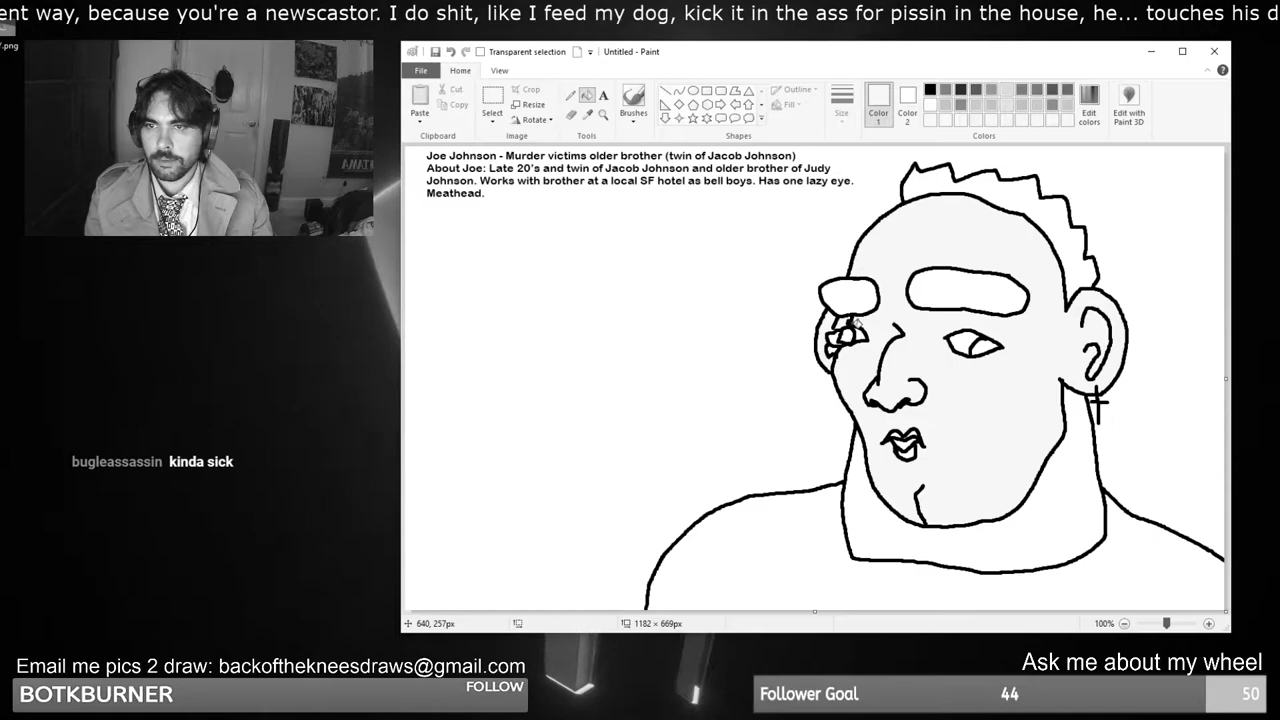 ent way, because you're a newscastor. I do shit, like I feed my dog, kick it in the ass for pissin in the house, he... touches his d
.png
Transparent selection
Untitled - Paint
File
Home
View
Paste
Cut
Copy
Clipboard
Select
Crop
Resize
Rotate
Image
A
Tools
Brushes
Outline
Fill
Shapes
Size
Color 1
Color 2
Edit colors
Edit with Paint 3D
Colors
Joe Johnson - Murder victims older brother (twin of Jacob Johnson)
About Joe: Late 20's and twin of Jacob Johnson and older brother of Judy
Johnson. Works with brother at a local SF hotel as bell boys. Has one lazy eye.
Meathead.
bugleassassin kinda sick
640, 257px
1182 × 669px
100%
Email me pics 2 draw: backofthekneesdraws@gmail.com
Ask me about my wheel
BOTKBURNER
FOLLOW
Follower Goal 44 50